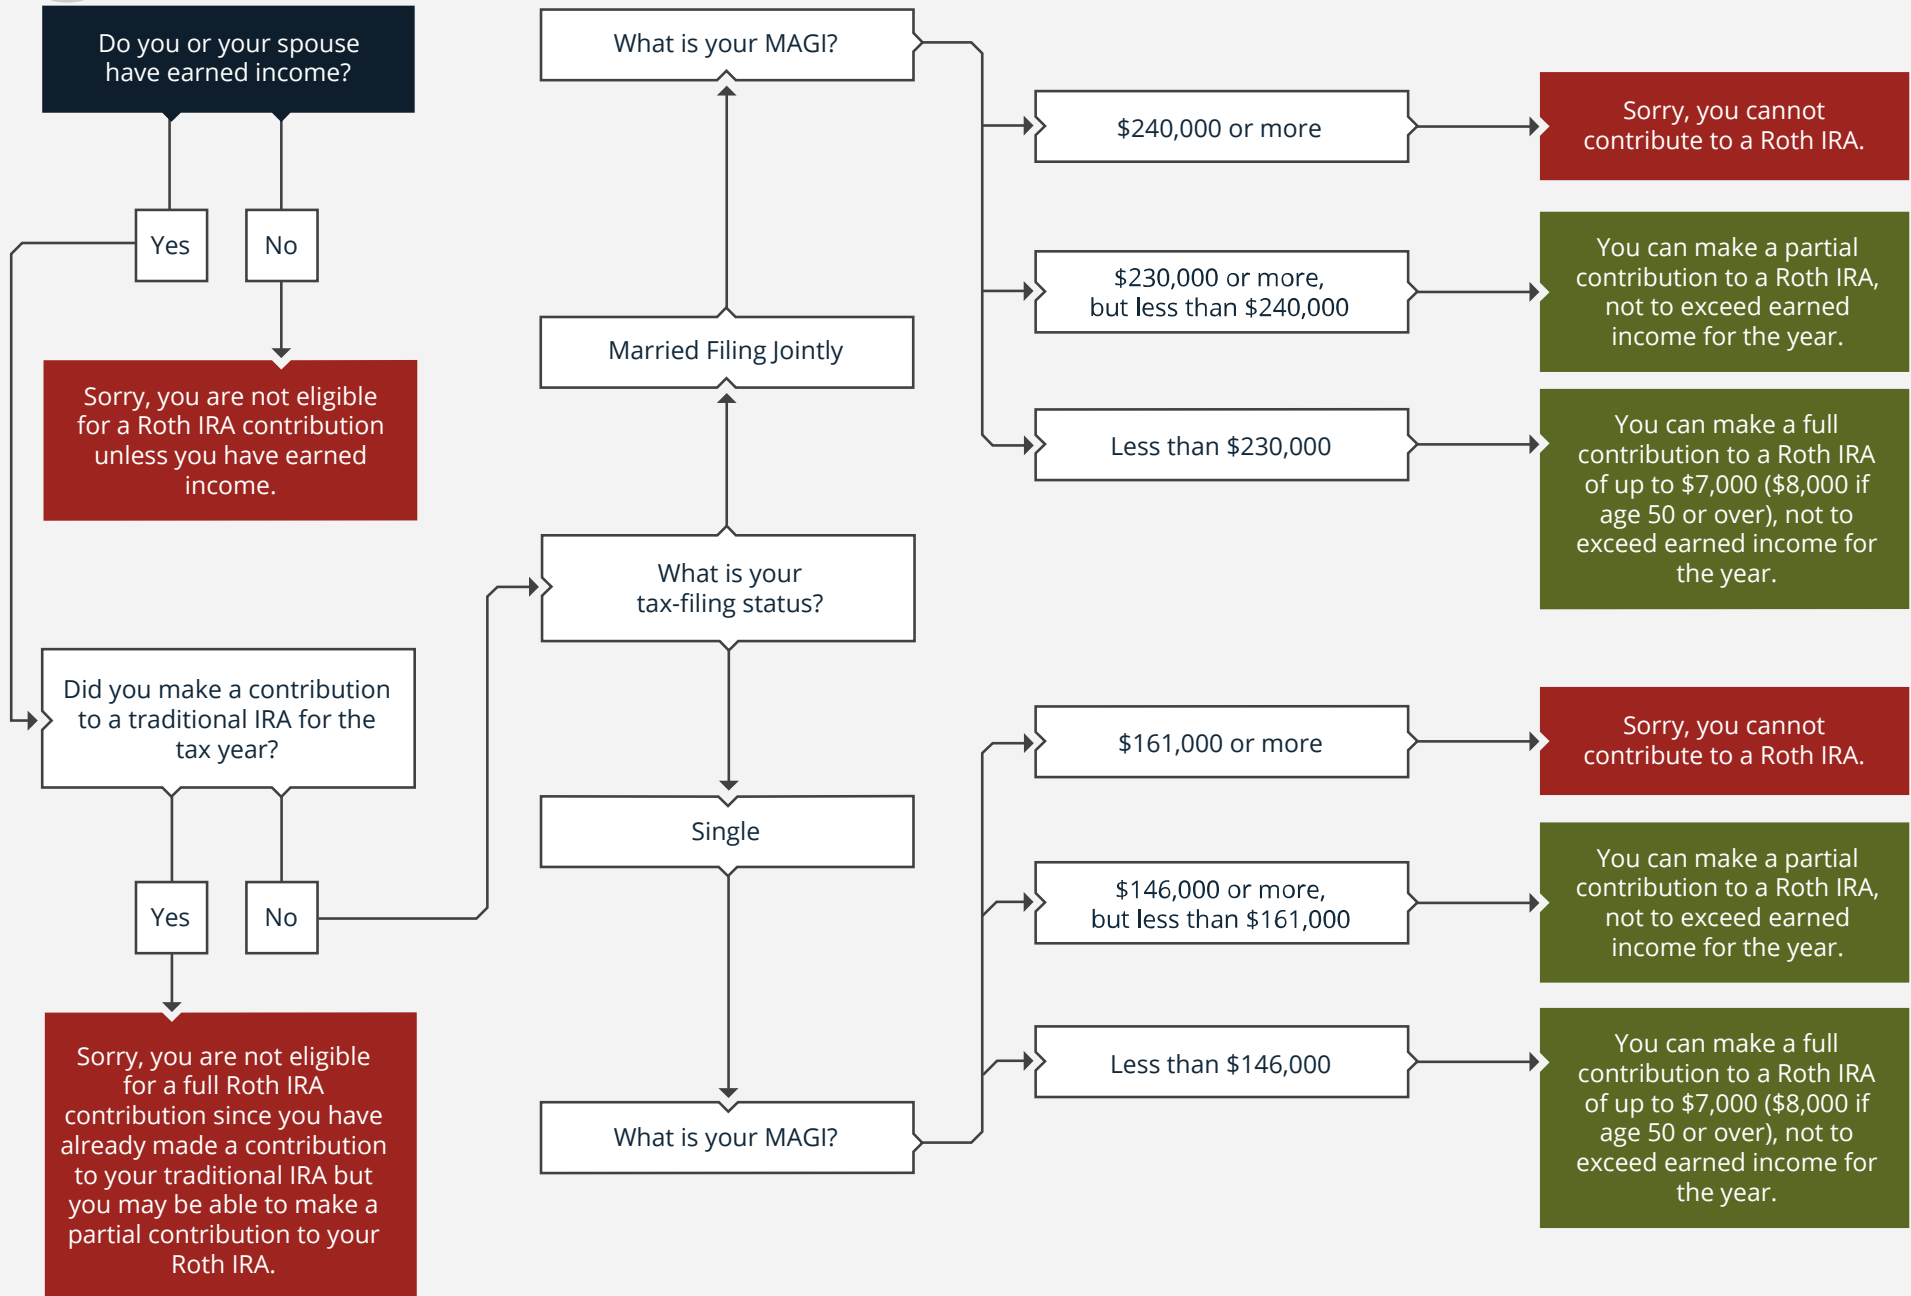 Do you or your spouse
have earned income?
Yes
No
Sorry, you are not eligible
for a Roth IRA contribution
unless you have earned
income.
Did you make a contribution
to a traditional IRA for the
tax year?
Yes
No
Sorry, you are not eligible
for a full Roth IRA
contribution since you have
already made a contribution
to your traditional IRA but
you may be able to make a
partial contribution to your
Roth IRA.
What is your
tax-filing status?
Married Filing Jointly
What is your MAGI?
$240,000 or more
Sorry, you cannot
contribute to a Roth IRA.
$230,000 or more,
but less than $240,000
You can make a partial
contribution to a Roth IRA,
not to exceed earned
income for the year.
Less than $230,000
You can make a full
contribution to a Roth IRA
of up to $7,000 ($8,000 if
age 50 or over), not to
exceed earned income for
the year.
Single
What is your MAGI?
$161,000 or more
Sorry, you cannot
contribute to a Roth IRA.
$146,000 or more,
but less than $161,000
You can make a partial
contribution to a Roth IRA,
not to exceed earned
income for the year.
Less than $146,000
You can make a full
contribution to a Roth IRA
of up to $7,000 ($8,000 if
age 50 or over), not to
exceed earned income for
the year.